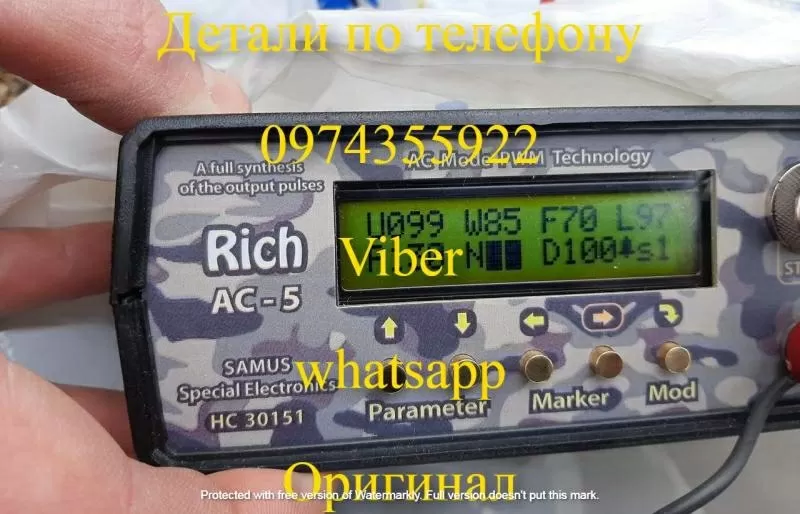 Детали по телефону
0974355922
AC Mode PWM Technology
A full synthesis
of the output pulses
U099 W85 F70 L97
D100 s1
Viber
Rich
AC - 5
SAMUS
Special Electronics
HC 30151
whatsapp
Parameter
Marker
Mod
Оригинал
Protected with free version of Watermarkly. Full version doesn't put this mark.